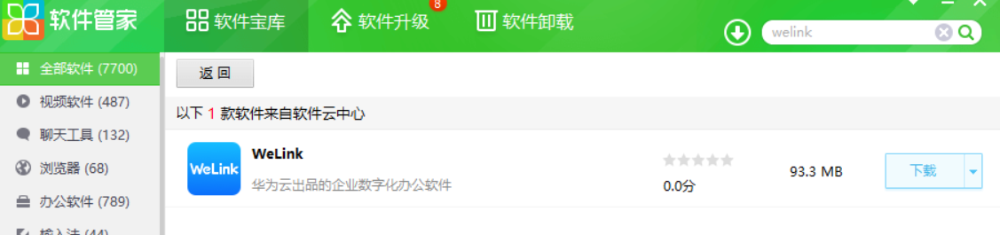 软件管家
软件宝库
软件升级
8
软件卸载
welink
全部软件 (7700)
视频软件 (487)
聊天工具 (132)
浏览器 (68)
办公软件 (789)
输入法 (44)
返 回
以下 1 款软件来自软件云中心
WeLink
WeLink
华为云出品的企业数字化办公软件
0.0分
93.3 MB
下载